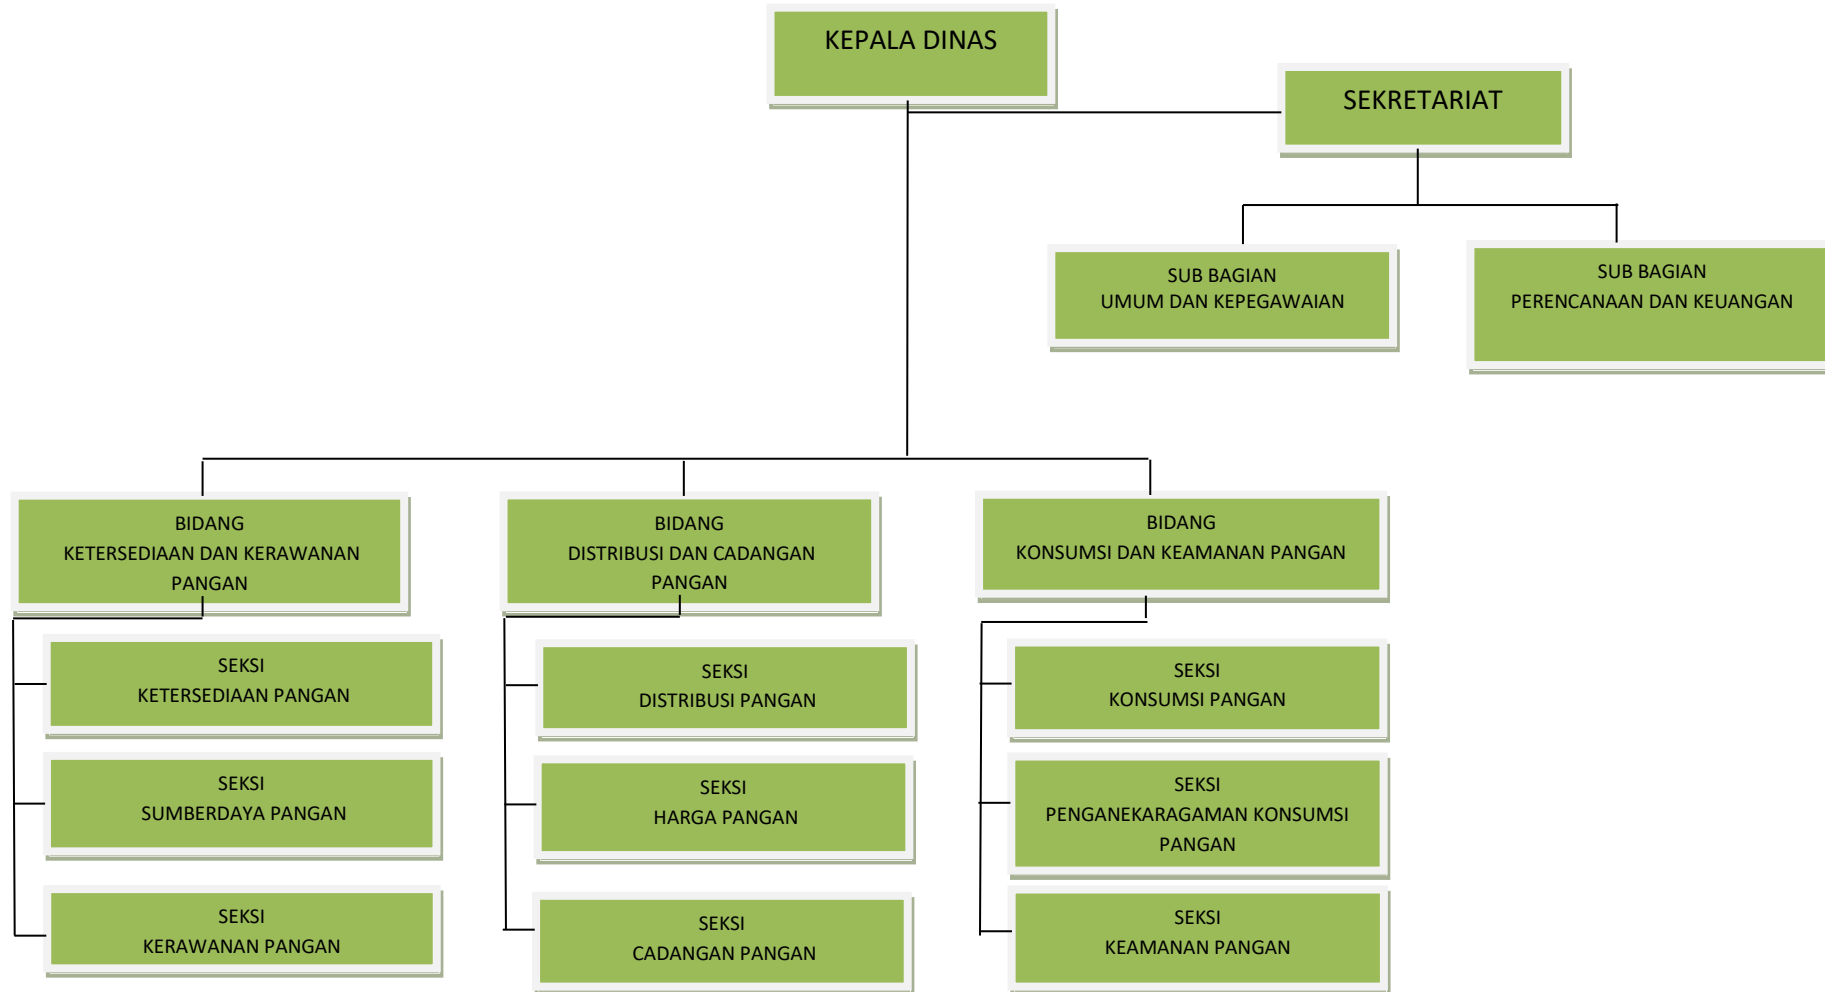 KEPALA DINAS
SEKRETARIAT
SUB BAGIAN
UMUM DAN KEPEGAWAIAN
SUB BAGIAN
PERENCANAAN DAN KEUANGAN
BIDANG
KETERSEDIAAN DAN KERAWANAN
PANGAN
BIDANG
DISTRIBUSI DAN CADANGAN
PANGAN
BIDANG
KONSUMSI DAN KEAMANAN PANGAN
SEKSI
KETERSEDIAAN PANGAN
SEKSI
SUMBERDAYA PANGAN
SEKSI
KERAWANAN PANGAN
SEKSI
DISTRIBUSI PANGAN
SEKSI
HARGA PANGAN
SEKSI
CADANGAN PANGAN
SEKSI
KONSUMSI PANGAN
SEKSI
PENGANEKARAGAMAN KONSUMSI
PANGAN
SEKSI
KEAMANAN PANGAN